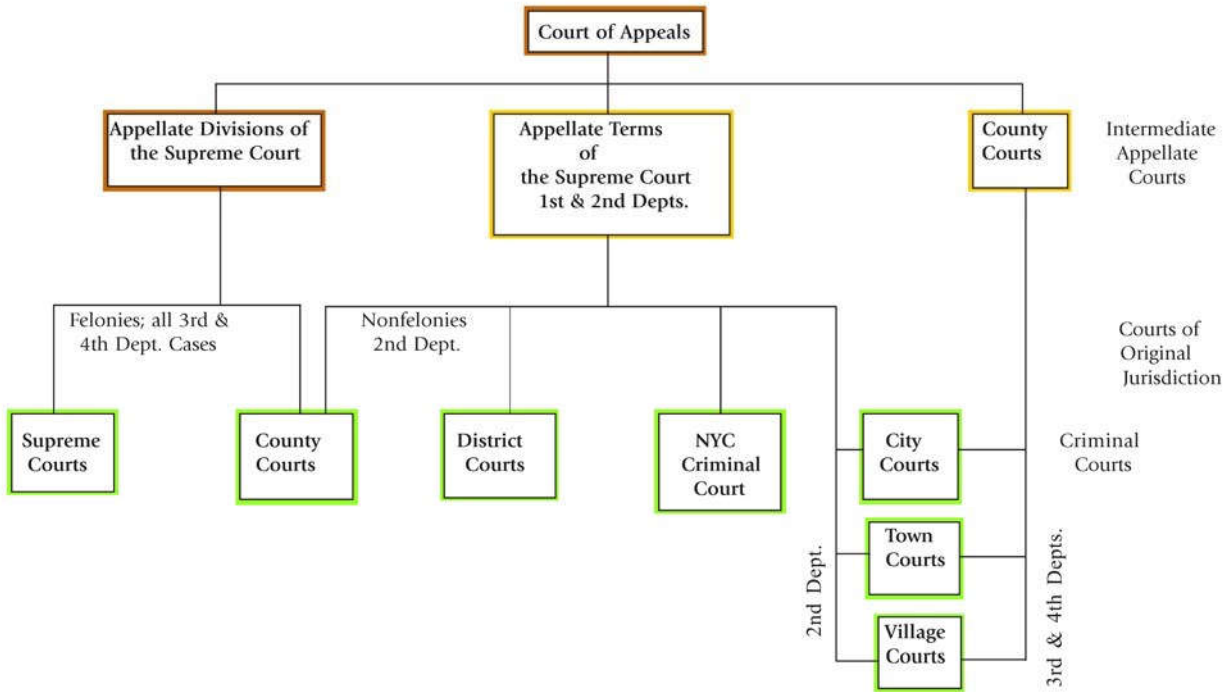 Court of Appeals
Appellate Divisions of
the Supreme Court
Appellate Terms
of
the Supreme Court
1st & 2nd Depts.
County
Courts
Intermediate
Appellate
Courts
Felonies; all 3rd &
4th Dept. Cases
Nonfelonies
2nd Dept.
Courts of
Original
Jurisdiction
Supreme
Courts
County
Courts
District
Courts
NYC
Criminal
Court
City
Courts
Criminal
Courts
Town
Courts
Village
Courts
2nd Dept.
3rd & 4th Depts.